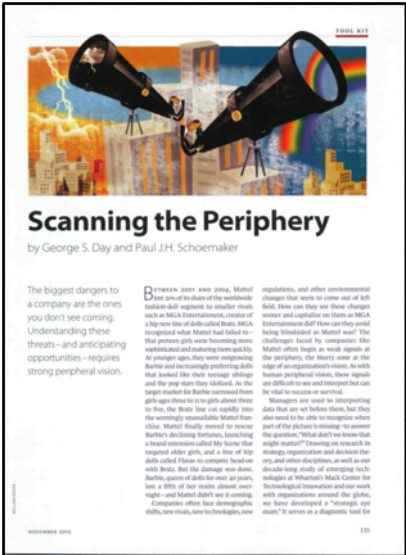 TOOL KIT
Scanning the Periphery
by George S. Day and Paul J.H. Schoemaker
The biggest dangers to
a company are the ones
you don't see coming.
Understanding these
threats – and anticipating
opportunities – requires
strong peripheral vision.
BETWEEN 2001 AND 2004, Mattel
lost 20% of its share of the worldwide
fashion-doll segment to smaller rivals
such as MGA Entertainment, creator of
a hip new line of dolls called Bratz. MGA
recognized what Mattel had failed to–
that preteen girls were becoming more
sophisticated and maturing more quickly.
At younger ages, they were outgrowing
Barbie and increasingly preferring dolls
that looked like their teenage siblings
and the pop stars they idolized. As the
target market for Barbie narrowed from
girls ages three to 11 to girls about three
to five, the Bratz line cut rapidly into
the seemingly unassailable Mattel fran-
chise. Mattel finally moved to rescue
Barbie's declining fortunes, launching
a brand extension called My Scene that
targeted older girls, and a line of hip
dolls called Flavas to compete head-on
with Bratz. But the damage was done.
Barbie, queen of dolls for over 40 years,
lost a fifth of her realm almost over-
night–and Mattel didn't see it coming.
Companies often face demographic
shifts, new rivals, new technologies, new
regulations, and other environmental
changes that seem to come out of left
field. How can they see these changes
sooner and capitalize on them as MGA
Entertainment did? How can they avoid
being blindsided as Mattel was? The
challenges faced by companies like
Mattel often begin as weak signals at
the periphery, the blurry zone at the
edge of an organization's vision. As with
human peripheral vision, these signals
are difficult to see and interpret but can
be vital to success or survival.
Managers are used to interpreting
data that are set before them, but they
also need to be able to recognize when
part of the picture is missing–to answer
the question, "What don't we know that
might matter?" Drawing on research in
strategy, organization and decision the-
ory, and other disciplines, as well as our
decade-long study of emerging tech-
nologies at Wharton's Mack Center for
Technological Innovation and our work
with organizations around the globe,
we have developed a "strategic eye
exam." It serves as a diagnostic tool for
NOVEMBER 2005
135